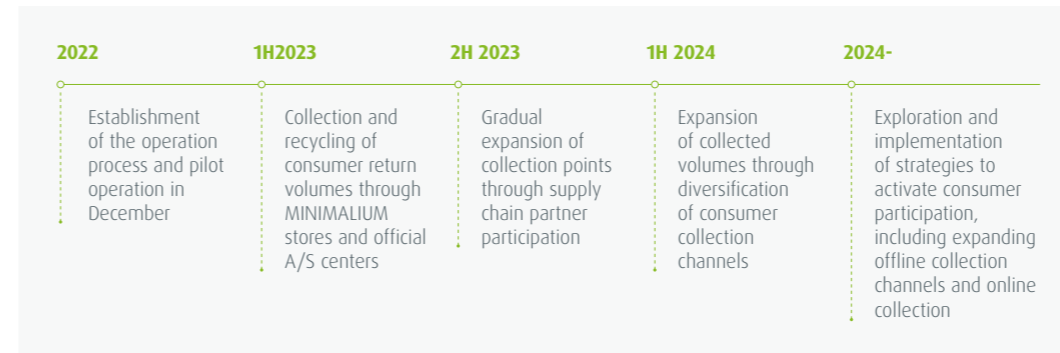 2022
Establishment
of the operation
process and pilot
operation in
December
1H2023
Collection and
recycling of
consumer return
volumes through
MINIMALIUM
stores and official
A/S centers
2H 2023
Gradual
expansion of
collection points
through supply
chain partner
participation
1H 2024
Expansion
of collected
volumes through
diversification
of consumer
collection
channels
2024-
Exploration and
implementation
of strategies to
activate consumer
participation,
including expanding
offline collection
channels and online
collection